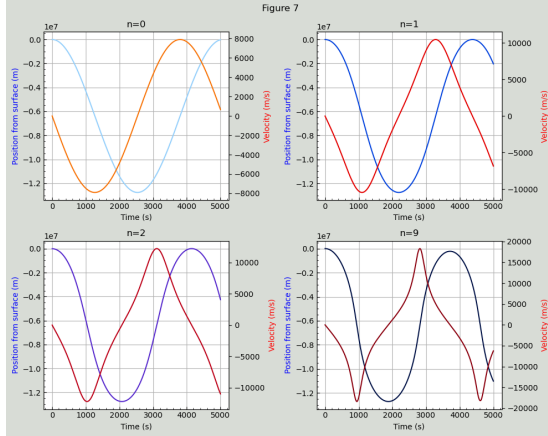 Figure 7
n=0
1e7
0.0
−0.2
−0.4
−0.6
−0.8
−1.0
−1.2
Position from surface (m)
8000
6000
4000
2000
0
−2000
−4000
−6000
−8000
Velocity (m/s)
0 1000 2000 3000 4000 5000
Time (s)
n=1
1e7
0.0
−0.2
−0.4
−0.6
−0.8
−1.0
−1.2
Position from surface (m)
10000
5000
0
−5000
−10000
Velocity (m/s)
0 1000 2000 3000 4000 5000
Time (s)
n=2
1e7
0.0
−0.2
−0.4
−0.6
−0.8
−1.0
−1.2
Position from surface (m)
10000
5000
0
−5000
−10000
Velocity (m/s)
0 1000 2000 3000 4000 5000
Time (s)
n=9
1e7
0.0
−0.2
−0.4
−0.6
−0.8
−1.0
−1.2
Position from surface (m)
20000
15000
10000
5000
0
−5000
−10000
−15000
−20000
Velocity (m/s)
0 1000 2000 3000 4000 5000
Time (s)